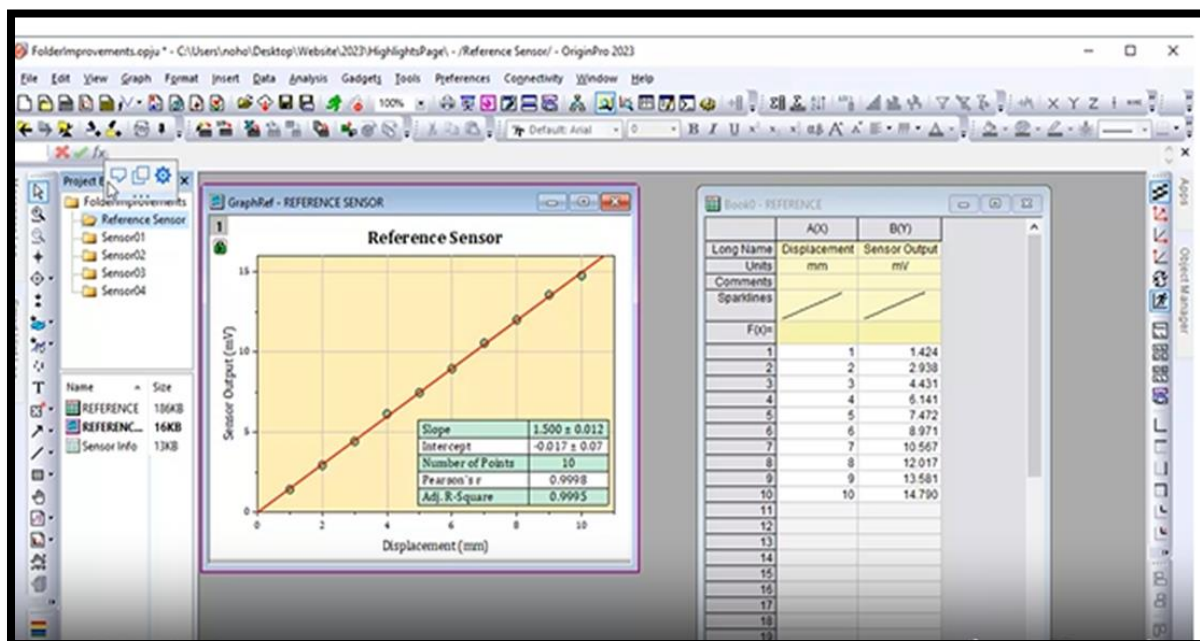 FolderImprovements.opju * - C:\Users\noho\Desktop\Website\2023\HighlightsPage\ - /Reference Sensor/ - OriginPro 2023
File Edit View Graph Format Insert Data Analysis Gadgets Tools Preferences Connectivity Window Help
100%
Default: Arial 0 B I U
X Y Z
fx
Project E
FolderImprovements
Reference Sensor
Sensor01
Sensor02
Sensor03
Sensor04
Name Size
REFERENCE 186KB
REFERENC... 16KB
Sensor Info 13KB
GraphRef - REFERENCE SENSOR
1
Reference Sensor
Sensor Output (mV)
15
10
5
0
0 2 4 6 8 10
Displacement (mm)
Slope 1.500 ± 0.012
Intercept -0.017 ± 0.07
Number of Points 10
Pearson's r 0.9998
Adj. R-Square 0.9995
Book0 - REFERENCE
A(X) B(Y)
Long Name Displacement Sensor Output
Units mm mV
Comments
Sparklines
F(x)=
1 1 1.424
2 2 2.938
3 3 4.431
4 4 6.141
5 5 7.472
6 6 8.971
7 7 10.567
8 8 12.017
9 9 13.581
10 10 14.790
11
12
13
14
15
16
17
18
19
Apps
Object Manager